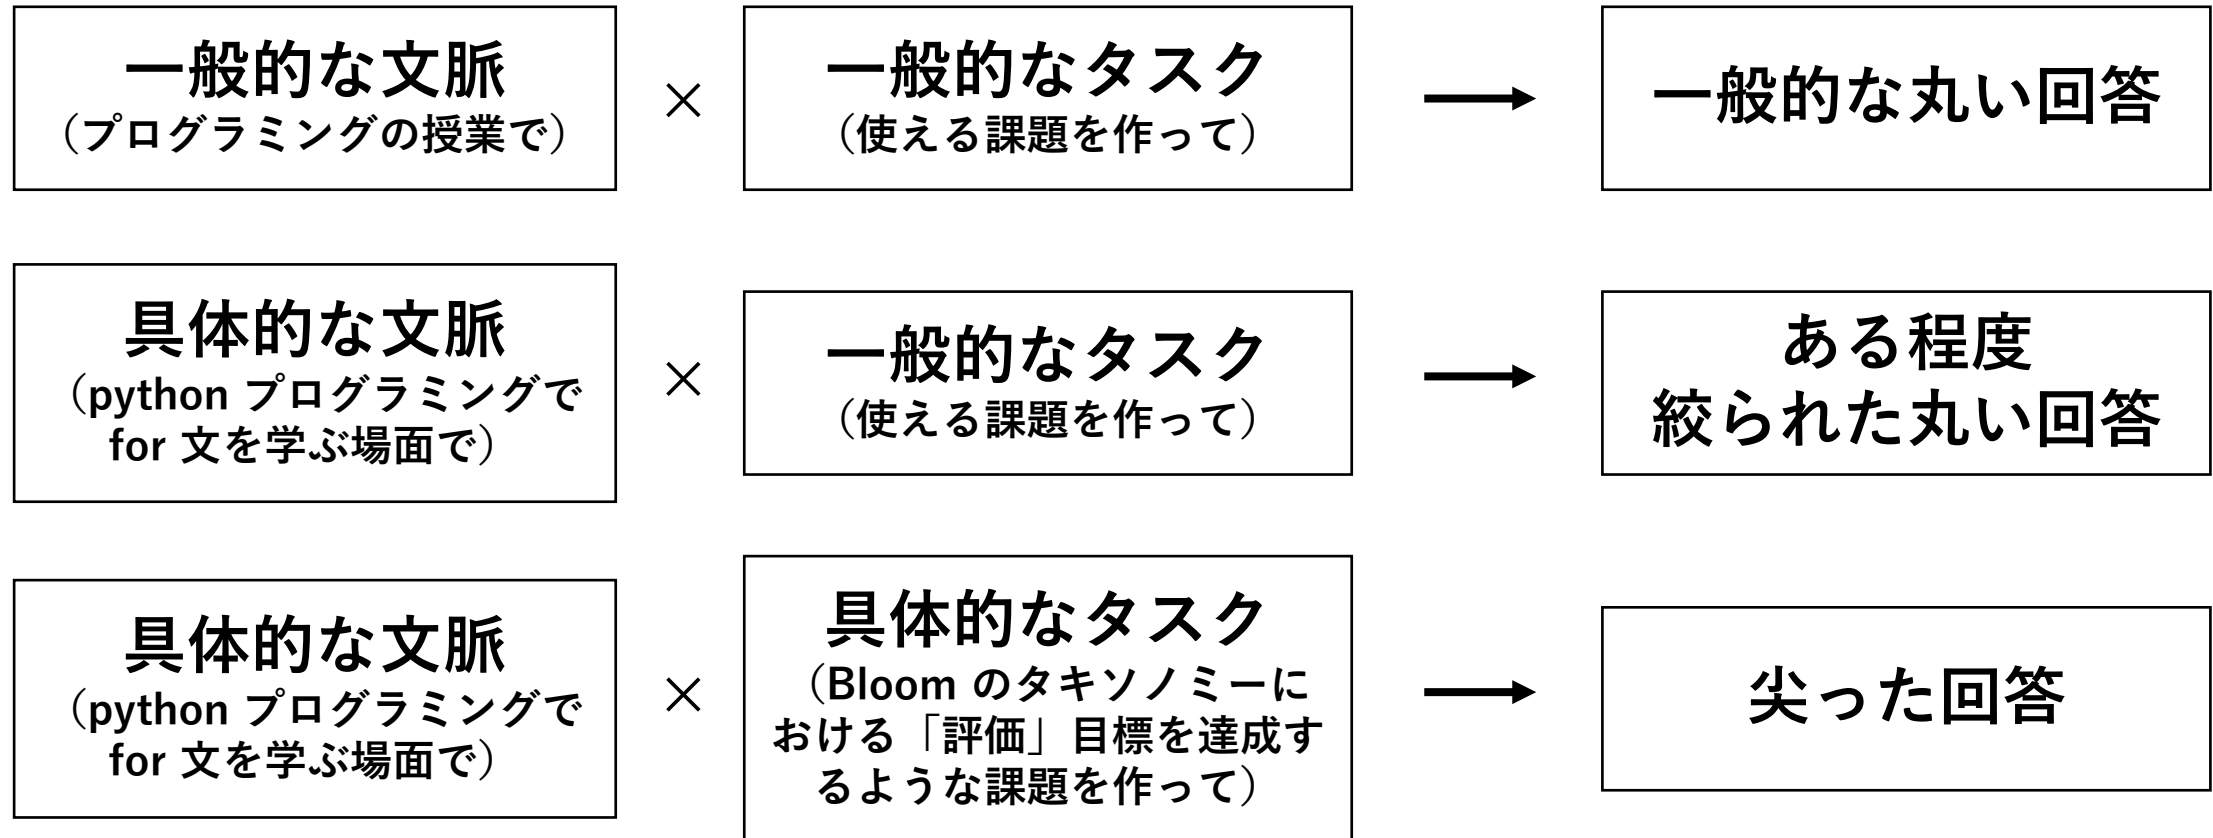 一般的な文脈
（プログラミングの授業で）
×
一般的なタスク
（使える課題を作って）
一般的な丸い回答
具体的な文脈
（python プログラミングで
for 文を学ぶ場面で）
×
一般的なタスク
（使える課題を作って）
ある程度
絞られた丸い回答
具体的な文脈
（python プログラミングで
for 文を学ぶ場面で）
×
具体的なタスク
（Bloom のタキソノミーに
おける「評価」目標を達成す
るような課題を作って）
尖った回答